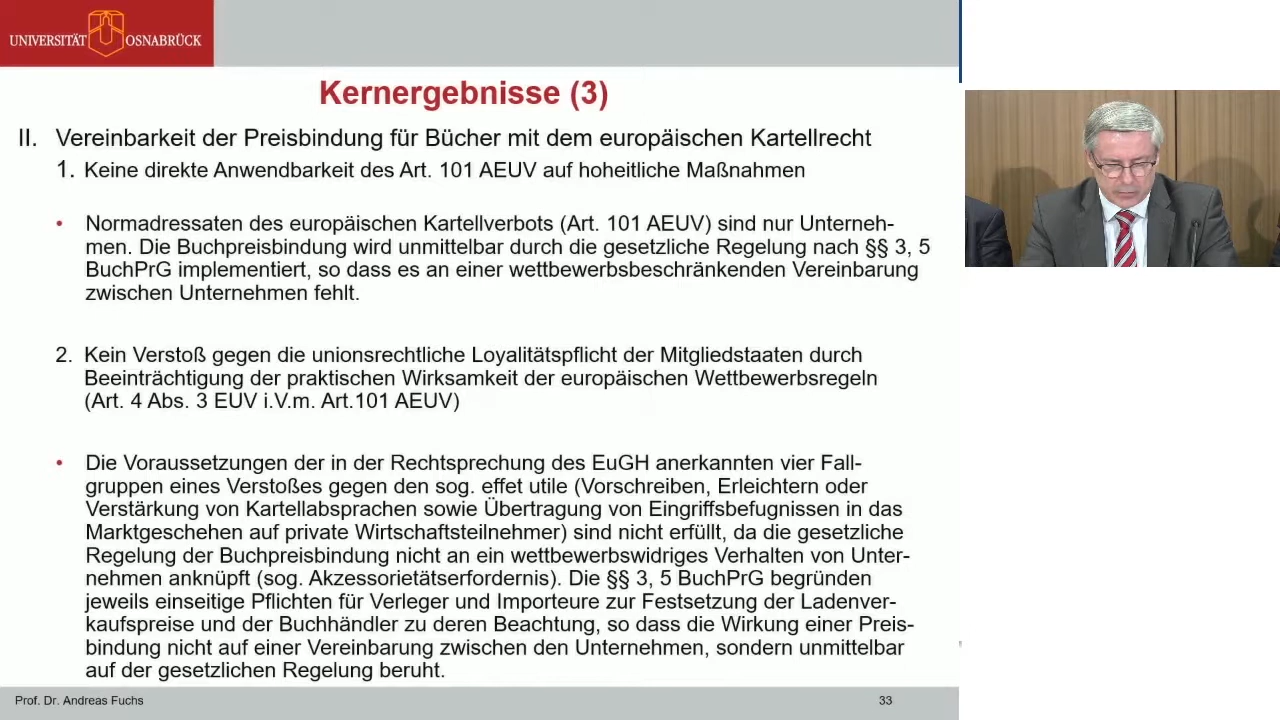 UNIVERSITÄT OSNABRÜCK
Kernergebnisse (3)
II. Vereinbarkeit der Preisbindung für Bücher mit dem europäischen Kartellrecht
1. Keine direkte Anwendbarkeit des Art. 101 AEUV auf hoheitliche Maßnahmen
• Normadressaten des europäischen Kartellverbots (Art. 101 AEUV) sind nur Unterneh-
men. Die Buchpreisbindung wird unmittelbar durch die gesetzliche Regelung nach §§ 3, 5
BuchPrG implementiert, so dass es an einer wettbewerbsbeschränkenden Vereinbarung
zwischen Unternehmen fehlt.
2. Kein Verstoß gegen die unionsrechtliche Loyalitätspflicht der Mitgliedstaaten durch
Beeinträchtigung der praktischen Wirksamkeit der europäischen Wettbewerbsregeln
(Art. 4 Abs. 3 EUV i.V.m. Art.101 AEUV)
• Die Voraussetzungen der in der Rechtsprechung des EuGH anerkannten vier Fall-
gruppen eines Verstoßes gegen den sog. effet utile (Vorschreiben, Erleichtern oder
Verstärkung von Kartellabsprachen sowie Übertragung von Eingriffsbefugnissen in das
Marktgeschehen auf private Wirtschaftsteilnehmer) sind nicht erfüllt, da die gesetzliche
Regelung der Buchpreisbindung nicht an ein wettbewerbswidriges Verhalten von Unter-
nehmen anknüpft (sog. Akzessorietätserfordernis). Die §§ 3, 5 BuchPrG begründen
jeweils einseitige Pflichten für Verleger und Importeure zur Festsetzung der Ladenver-
kaufspreise und der Buchhändler zu deren Beachtung, so dass die Wirkung einer Preis-
bindung nicht auf einer Vereinbarung zwischen den Unternehmen, sondern unmittelbar
auf der gesetzlichen Regelung beruht.
Prof. Dr. Andreas Fuchs
33